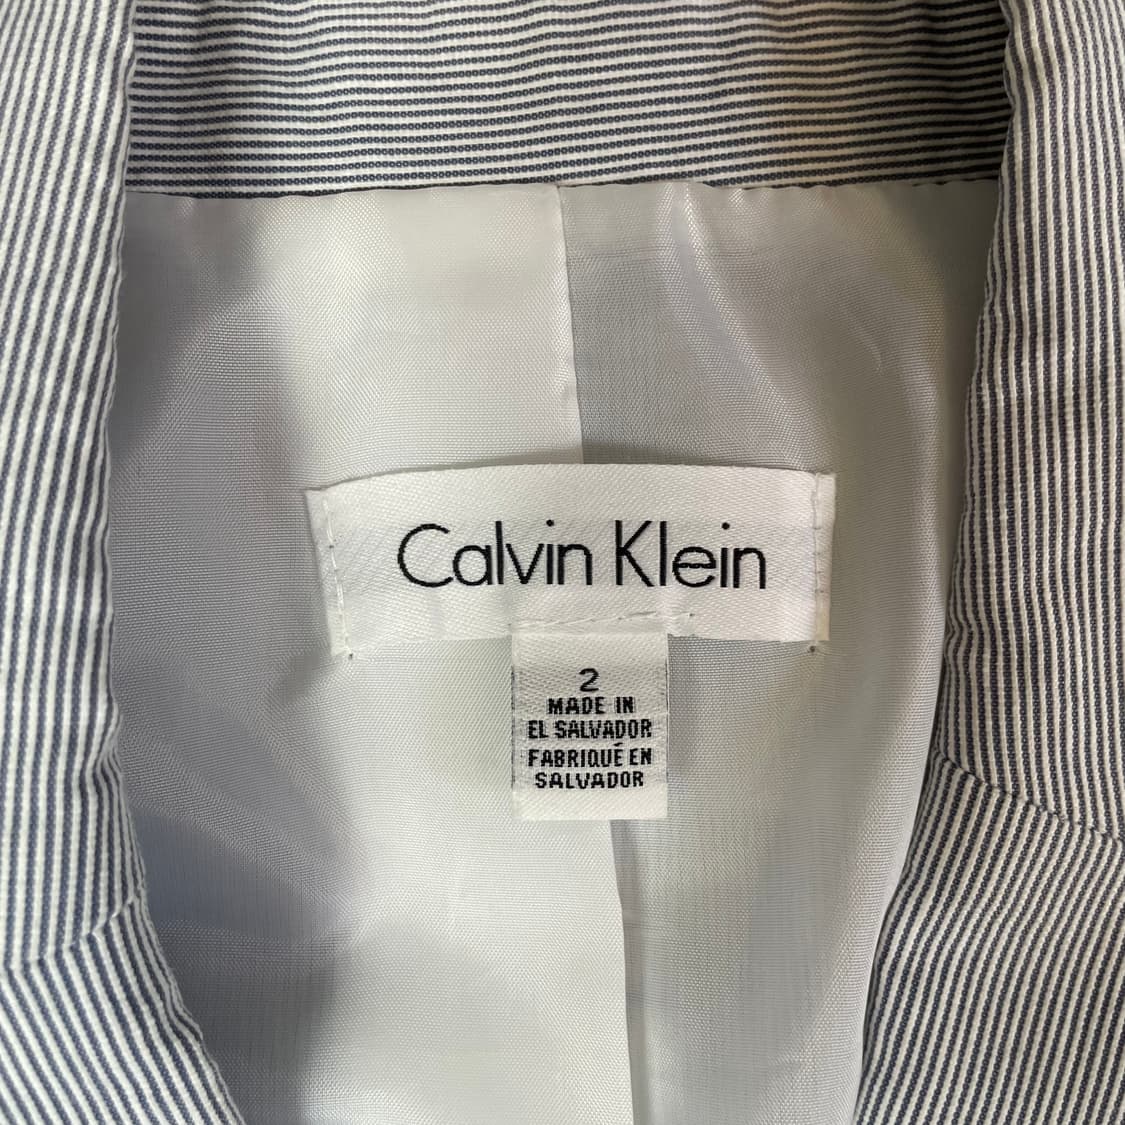 Calvin Klein
2
MADE IN
EL SALVADOR
FABRIQUÉ EN
SALVADOR